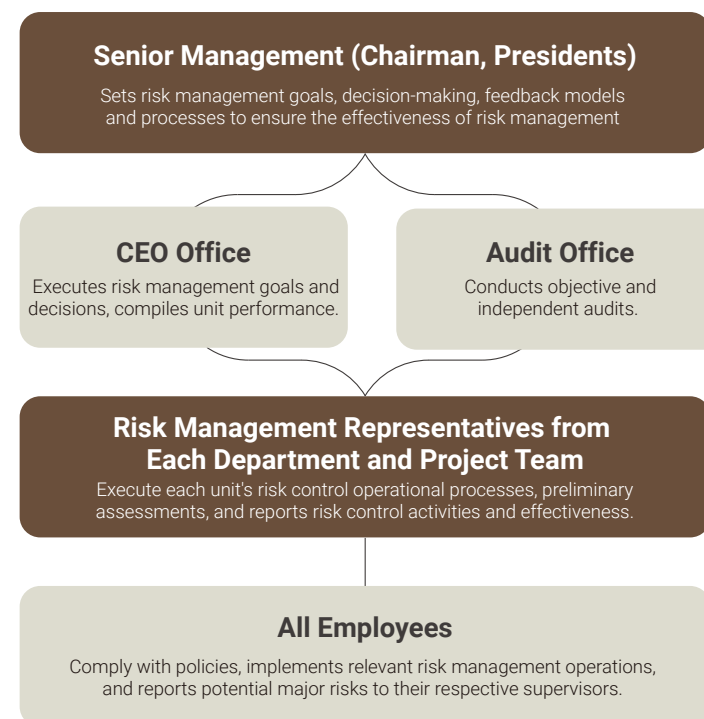 Senior Management (Chairman, Presidents)
Sets risk management goals, decision-making, feedback models
and processes to ensure the effectiveness of risk management
CEO Office
Executes risk management goals and
decisions, compiles unit performance.
Audit Office
Conducts objective and
independent audits.
Risk Management Representatives from
Each Department and Project Team
Execute each unit's risk control operational processes, preliminary
assessments, and reports risk control activities and effectiveness.
All Employees
Comply with policies, implements relevant risk management operations,
and reports potential major risks to their respective supervisors.